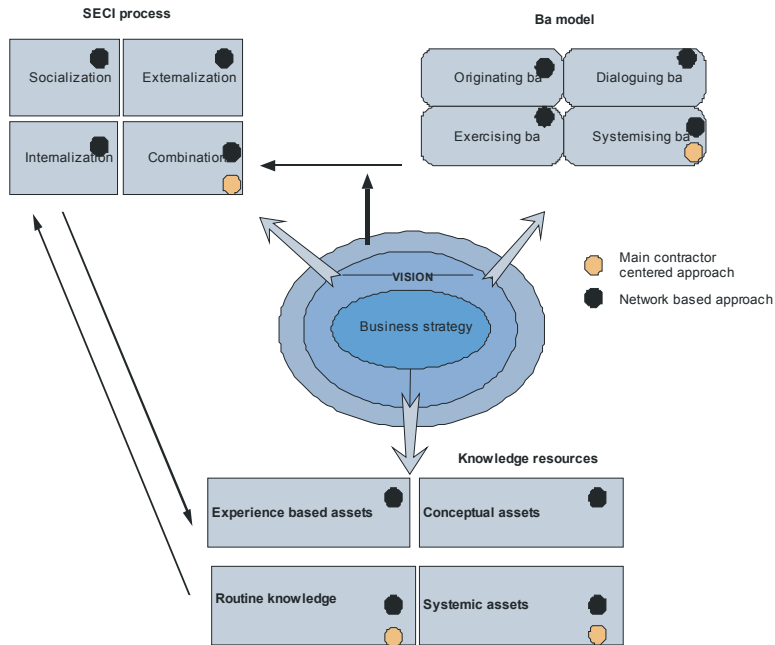 SECI process
Ba model
Socialization
Externalization
Originating ba
Dialoguing ba
Internalization
Combination
Exercising ba
Systemising ba
VISION
Business strategy
Main contractor
centered approach
Network based approach
Knowledge resources
Experience based assets
Conceptual assets
Routine knowledge
Systemic assets